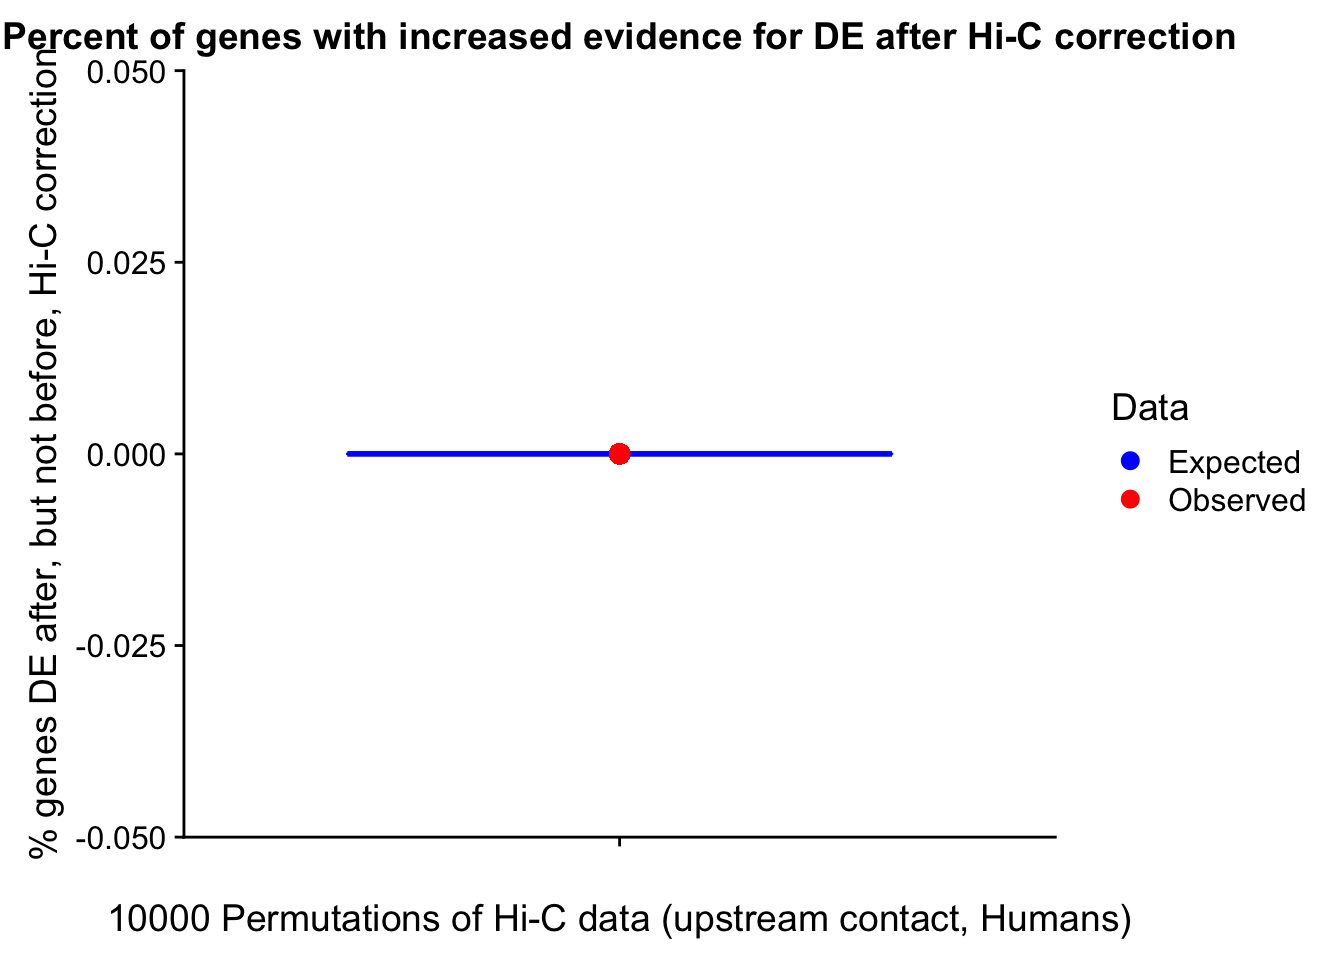 Percent of genes with increased evidence for DE after Hi-C correction
% genes DE after, but not before, Hi-C correction
0.050
0.025
0.000
-0.025
-0.050
10000 Permutations of Hi-C data (upstream contact, Humans)
Data
Expected
Observed